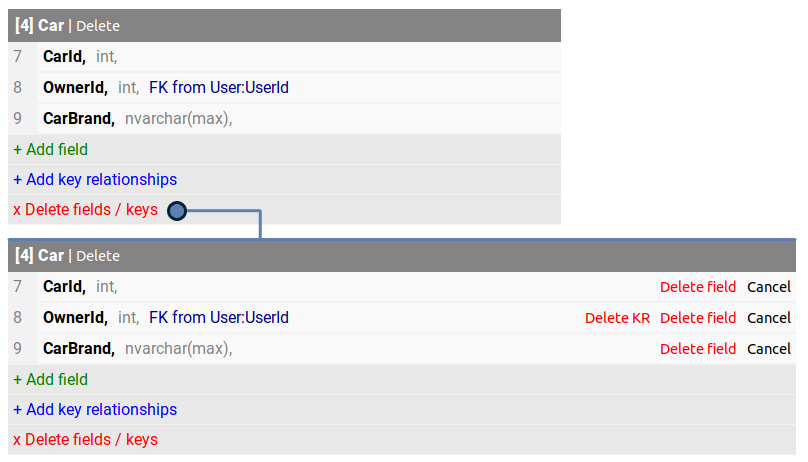 [4] Car | Delete
7 CarId, int,
8 OwnerId, int, FK from User:UserId
9 CarBrand, nvarchar(max),
+ Add field
+ Add key relationships
x Delete fields / keys
[4] Car | Delete
7 CarId, int, Delete field Cancel
8 OwnerId, int, FK from User:UserId Delete KR Delete field Cancel
9 CarBrand, nvarchar(max), Delete field Cancel
+ Add field
+ Add key relationships
x Delete fields / keys